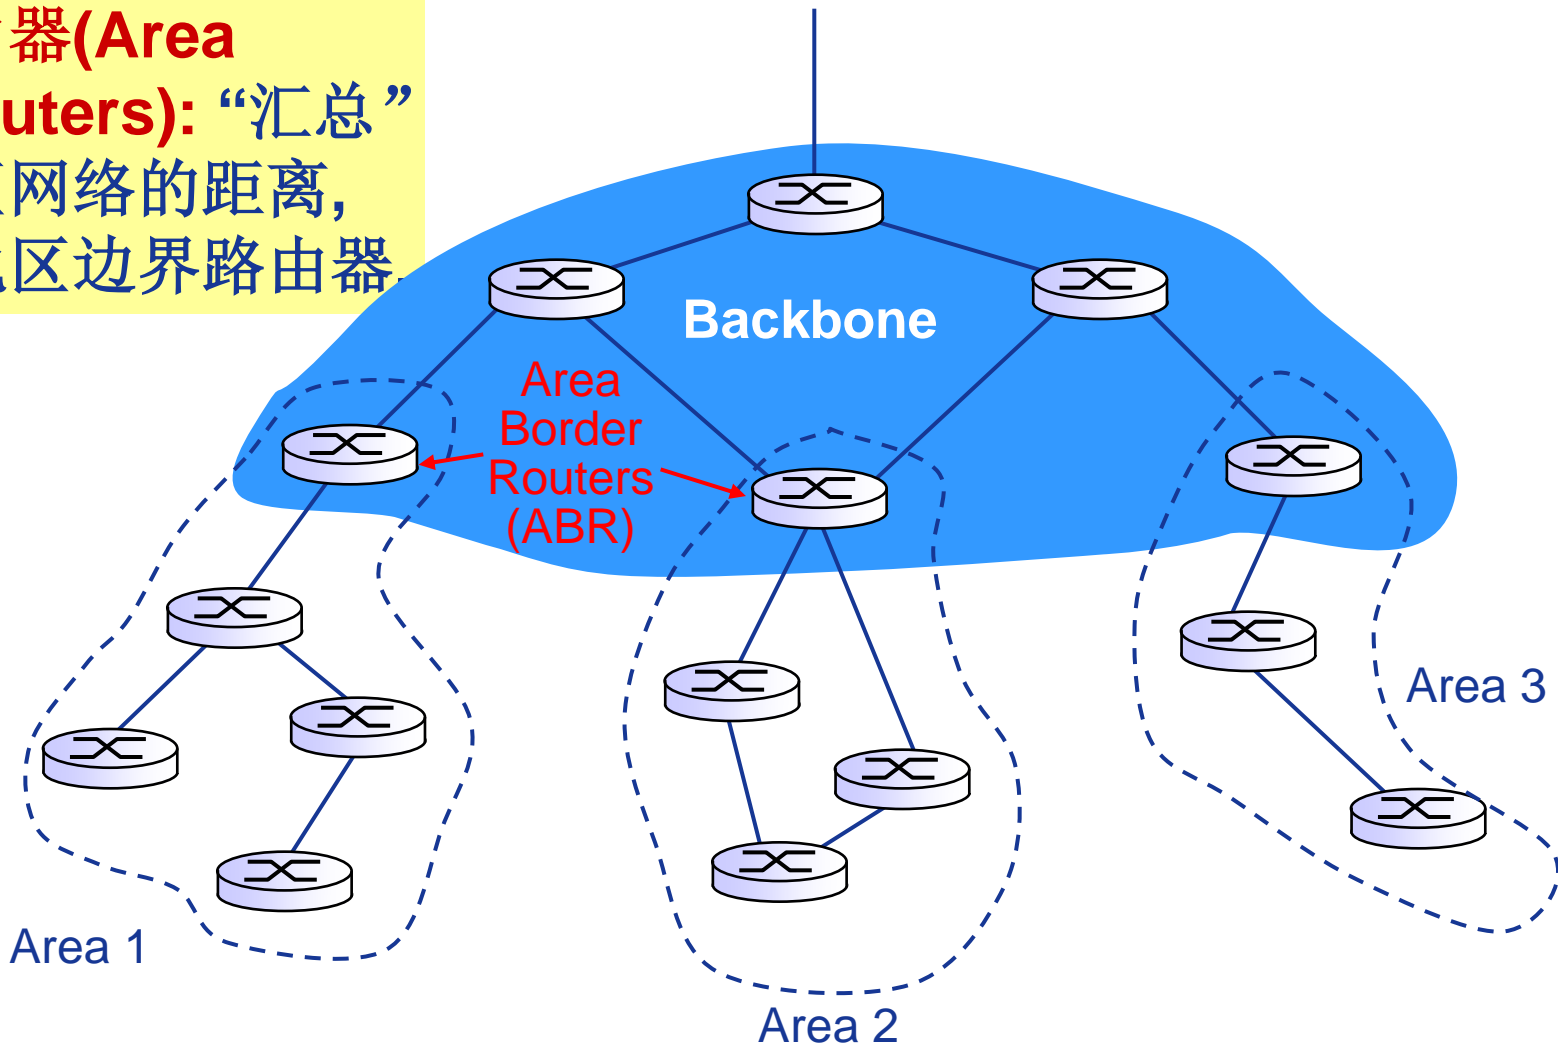 器(Area
uters): “汇总”
网络的距离,
区边界路由器.
Backbone
Area
Border
Routers
(ABR)
Area 3
Area 1
Area 2